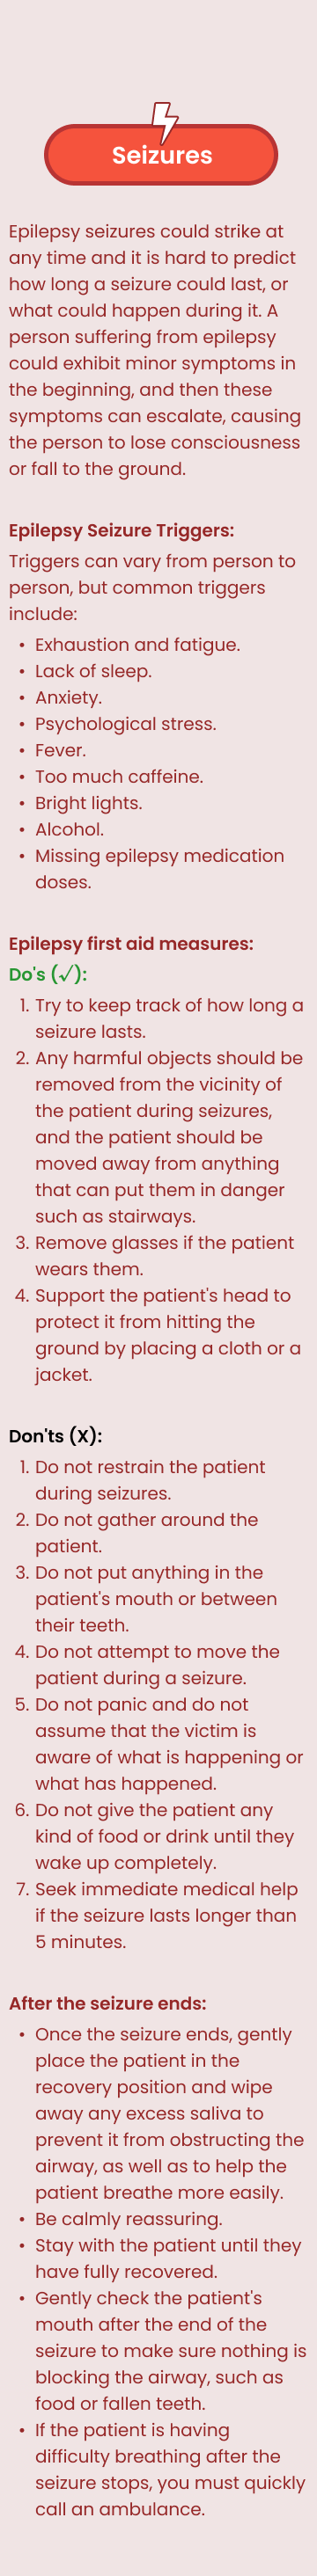 Seizures
Epilepsy seizures could strike at
any time and it is hard to predict
how long a seizure could last, or
what could happen during it. A
person suffering from epilepsy
could exhibit minor symptoms in
the beginning, and then these
symptoms can escalate, causing
the person to lose consciousness
or fall to the ground.
Epilepsy Seizure Triggers:
Triggers can vary from person to
person, but common triggers
include:
• Exhaustion and fatigue.
• Lack of sleep.
• Anxiety.
• Psychological stress.
• Fever.
• Too much caffeine.
• Bright lights.
• Alcohol.
• Missing epilepsy medication
doses.
Epilepsy first aid measures:
Do's (√):
1. Try to keep track of how long a
seizure lasts.
2. Any harmful objects should be
removed from the vicinity of
the patient during seizures,
and the patient should be
moved away from anything
that can put them in danger
such as stairways.
3. Remove glasses if the patient
wears them.
4. Support the patient's head to
protect it from hitting the
ground by placing a cloth or a
jacket.
Don'ts (X):
1. Do not restrain the patient
during seizures.
2. Do not gather around the
patient.
3. Do not put anything in the
patient's mouth or between
their teeth.
4. Do not attempt to move the
patient during a seizure.
5. Do not panic and do not
assume that the victim is
aware of what is happening or
what has happened.
6. Do not give the patient any
kind of food or drink until they
wake up completely.
7. Seek immediate medical help
if the seizure lasts longer than
5 minutes.
After the seizure ends:
• Once the seizure ends, gently
place the patient in the
recovery position and wipe
away any excess saliva to
prevent it from obstructing the
airway, as well as to help the
patient breathe more easily.
• Be calmly reassuring.
• Stay with the patient until they
have fully recovered.
• Gently check the patient's
mouth after the end of the
seizure to make sure nothing is
blocking the airway, such as
food or fallen teeth.
• If the patient is having
difficulty breathing after the
seizure stops, you must quickly
call an ambulance.